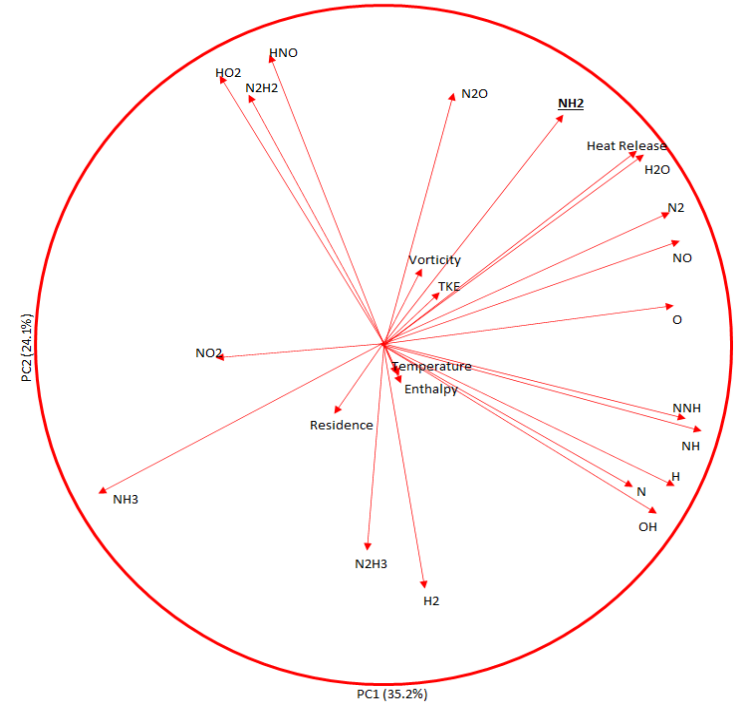 HNO
HO2
N2H2
N2O
NH2
Heat Release
H2O
N2
Vorticity
NO
TKE
O
NO2
Temperature
Enthalpy
PC2 (24.1%)
NNH
Residence
NH
H
N
NH3
OH
N2H3
H2
PC1 (35.2%)